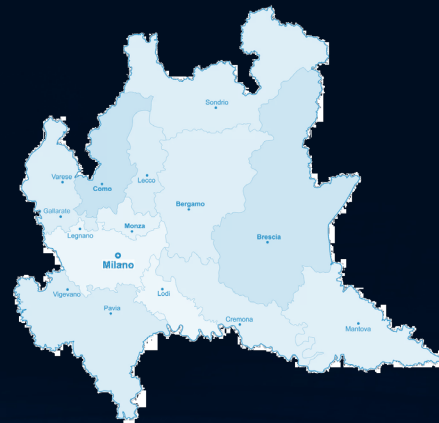 Sondrio
Varese
Como
Lecco
Gallarate
Bergamo
Legnano
Monza
Brescia
Milano
Vigevano
Lodi
Pavia
Cremona
Mantova